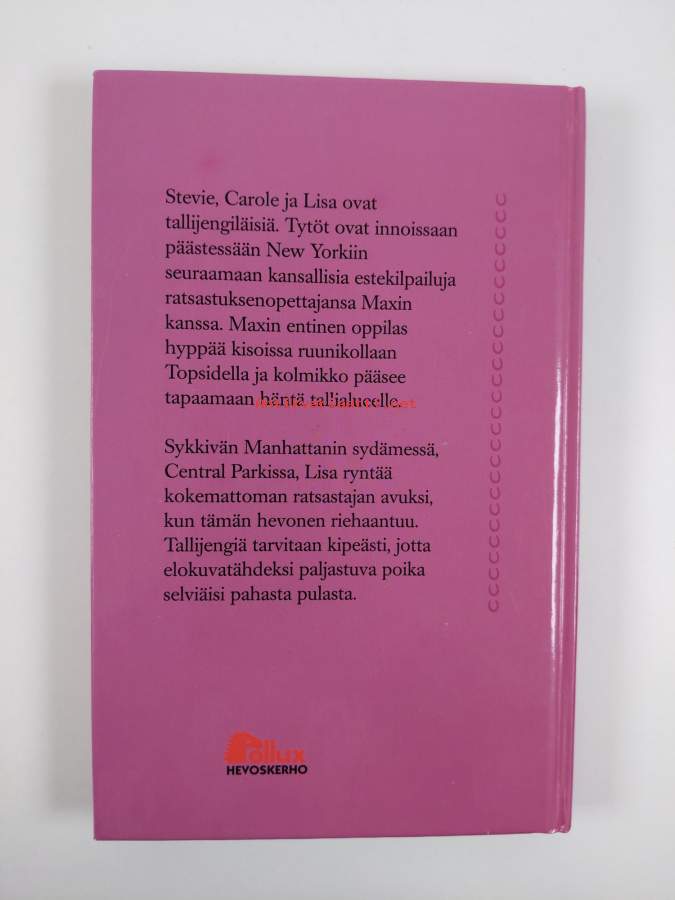 Stevie, Carole ja Lisa ovat
tallijengiläisiä. Tytöt ovat innoissaan
päästessään New Yorkiin
seuraamaan kansallisia estekilpailuja
ratsastuksenopettajansa Maxin
kanssa. Maxin entinen oppilas
hyppää kisoissa ruunikollaan
Topsidella ja kolmikko pääsee
tapaamaan häntä tallialueelle.
Sykkivän Manhattanin sydämessä,
Central Parkissa, Lisa ryntää
kokemattoman ratsastajan avuksi,
kun tämän hevonen riehaantuu.
Tallijengiä tarvitaan kipeästi, jotta
elokuvatähdeksi paljastuva poika
selviäisi pahasta pulasta.
Pollux
HEVOSKERHO